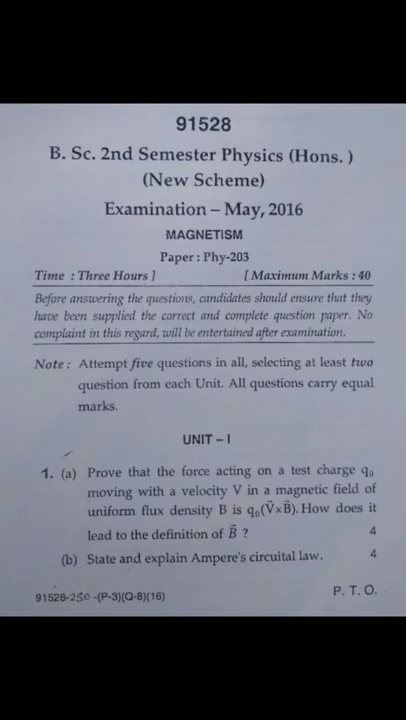 91528
B. Sc. 2nd Semester Physics (Hons. )
(New Scheme)
Examination – May, 2016
MAGNETISM
Paper : Phy-203
Time : Three Hours ] [ Maximum Marks : 40
Before answering the questions, candidates should ensure that they
have been supplied the correct and complete question paper. No
complaint in this regard, will be entertained after examination.
Note : Attempt five questions in all, selecting at least two
question from each Unit. All questions carry equal
marks.
UNIT – I
1. (a) Prove that the force acting on a test charge q₀
moving with a velocity V in a magnetic field of
uniform flux density B is q₀(V⃗×B⃗). How does it
lead to the definition of B⃗ ? 4
(b) State and explain Ampere's circuital law. 4
91528-250 -(P-3)(Q-8)(16) P. T. O.